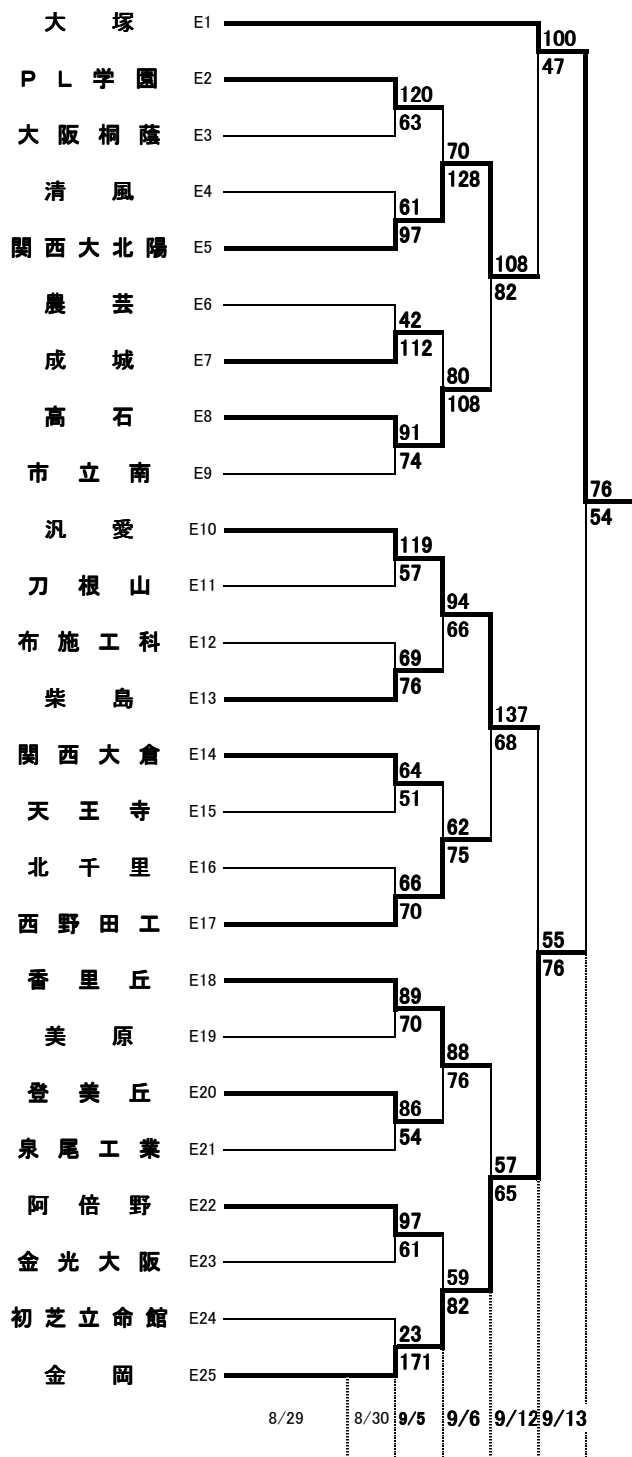 大塚 E1
100
47
ＰＬ学園 E2
120
63
大阪桐蔭 E3
70
128
清風 E4
61
97
関西大北陽 E5
108
82
農芸 E6
42
112
成城 E7
80
108
高石 E8
91
74
市立南 E9
76
54
汎愛 E10
119
57
刀根山 E11
94
66
布施工科 E12
69
76
柴島 E13
137
68
関西大倉 E14
64
51
天王寺 E15
62
75
北千里 E16
66
70
西野田工 E17
55
76
香里丘 E18
89
70
美原 E19
88
76
登美丘 E20
86
54
泉尾工業 E21
57
65
阿倍野 E22
97
61
金光大阪 E23
59
82
初芝立命館 E24
23
171
金岡 E25
8/29 8/30 9/5 9/6 9/12 9/13